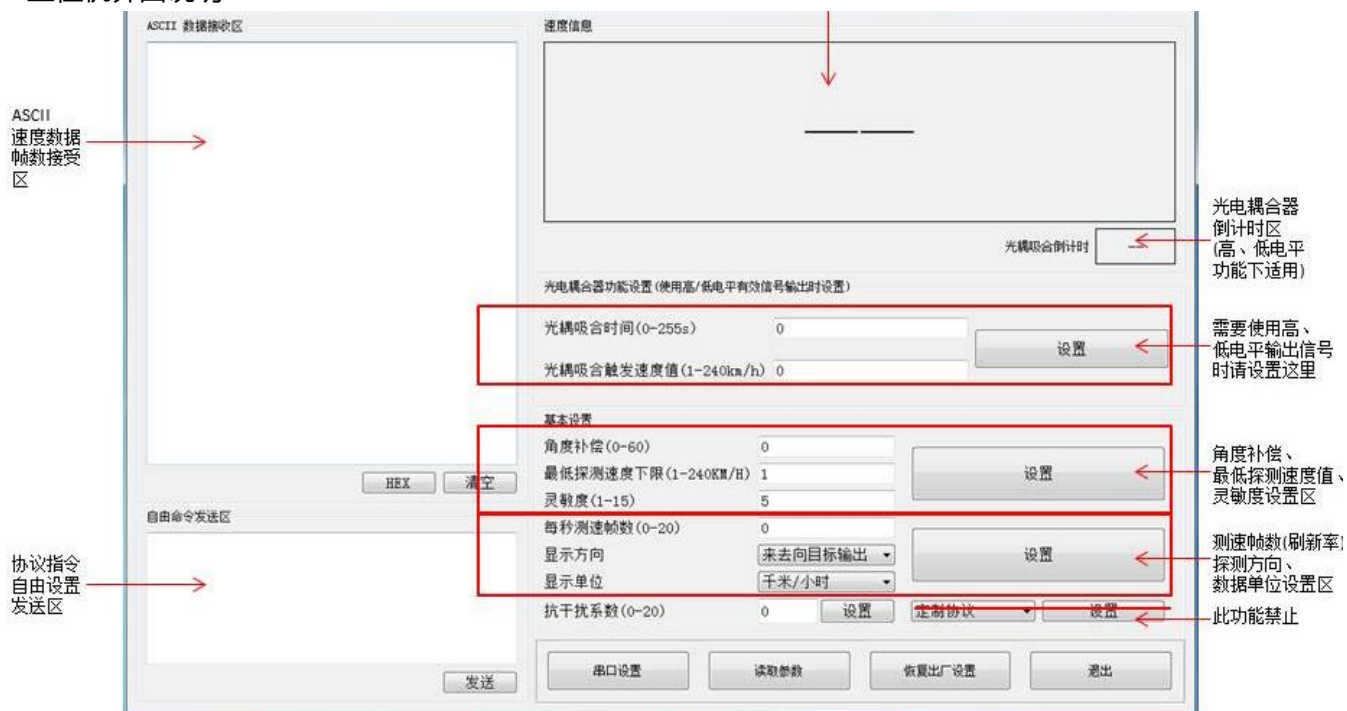 ASCII 数据接收区
速度信息
ASCII
速度数据
帧数接受
区
光电耦合器
倒计时区
(高、低电平
功能下适用)
光耦吸合倒计时
--
光电耦合器功能设置(使用高/低电平有效信号输出时设置)
光耦吸合时间(0-255s)
0
设置
光耦吸合触发速度值(1-240km/h)
0
需要使用高、
低电平输出信号
时请设置这里
基本设置
角度补偿(0-60)
0
最低探测速度下限(1-240KM/H)
1
设置
灵敏度(1-15)
5
角度补偿、
最低探测速度值、
灵敏度设置区
HEX
清空
自由命令发送区
每秒测速帧数(0-20)
0
显示方向
来去向目标输出
设置
显示单位
千米/小时
测速帧数(刷新率)
探测方向、
数据单位设置区
协议指令
自由设置
发送区
抗干扰系数(0-20)
0
设置
定制协议
设置
此功能禁止
发送
串口设置
读取参数
恢复出厂设置
退出